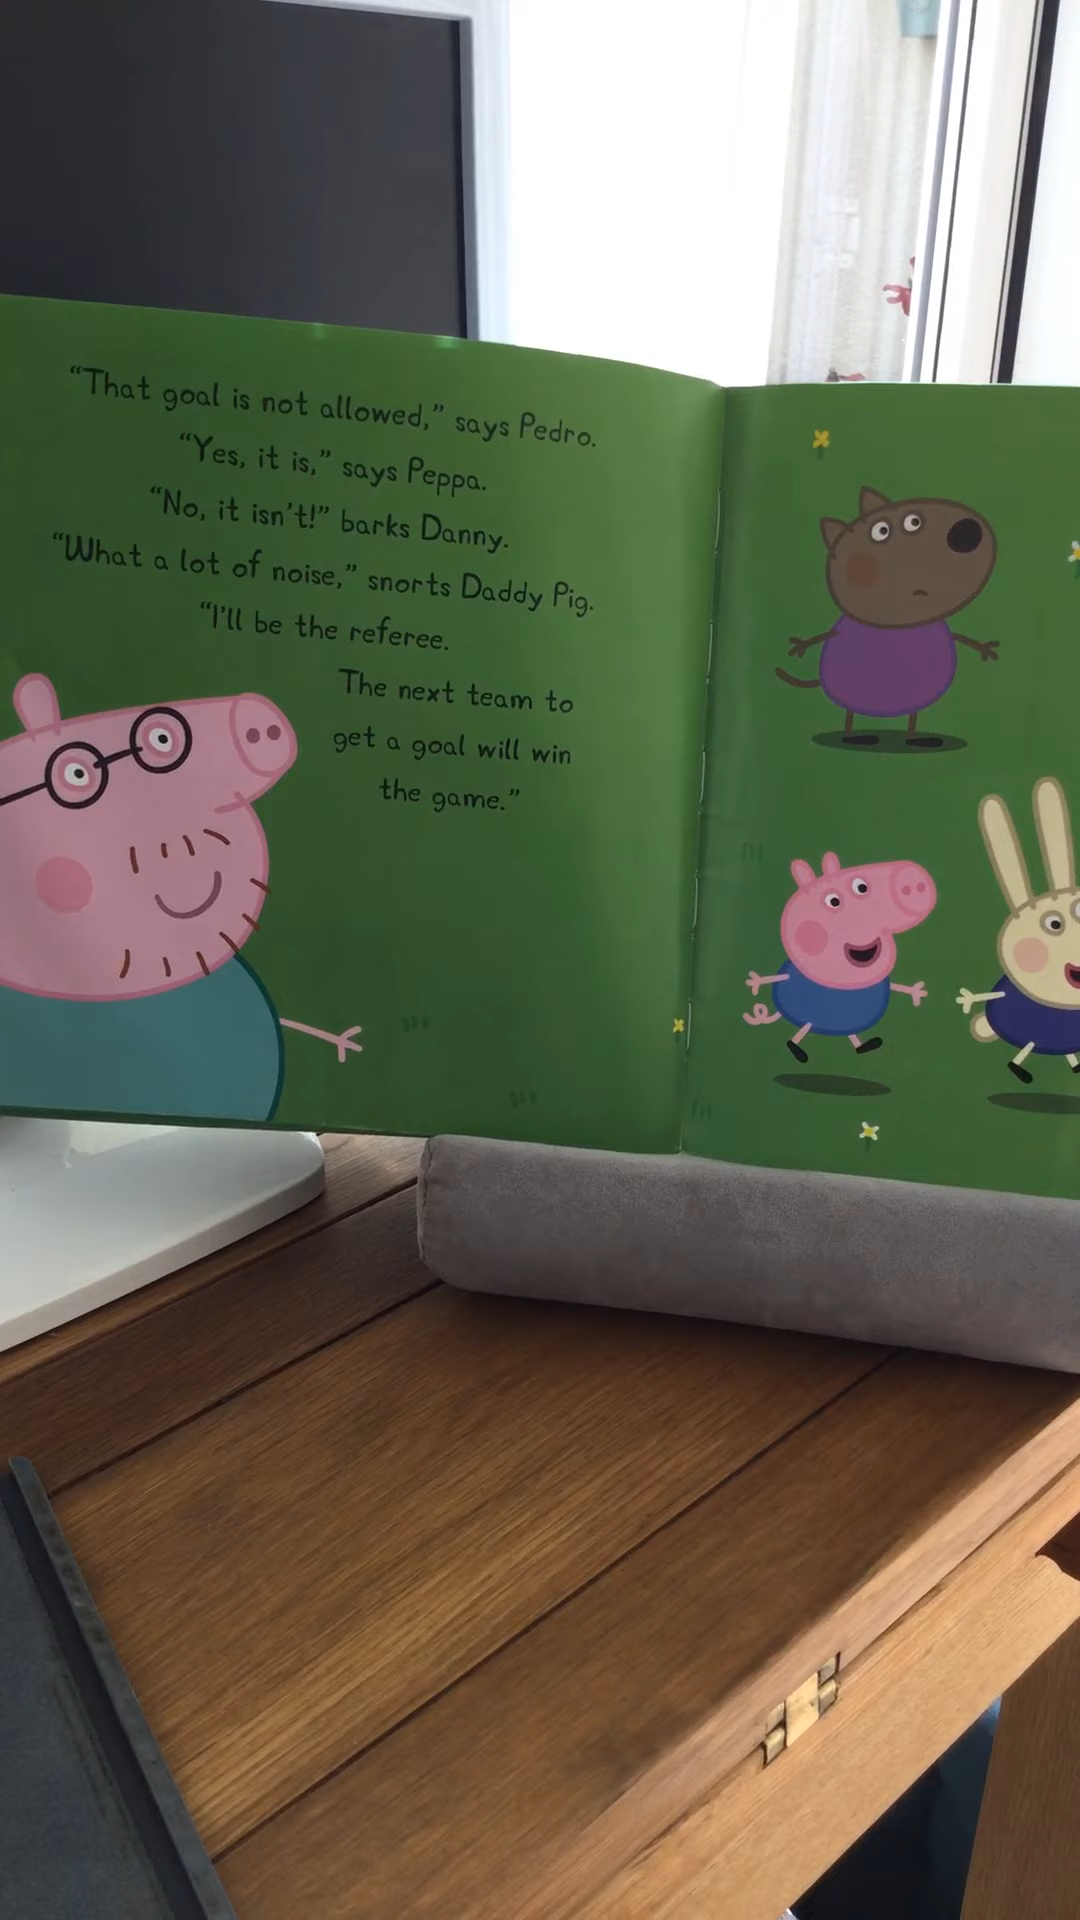 “That goal is not allowed,” says Pedro.
“Yes, it is,” says Peppa.
“No, it isn't!” barks Danny.
“What a lot of noise,” snorts Daddy Pig.
“I'll be the referee.
The next team to
get a goal will win
the game.”